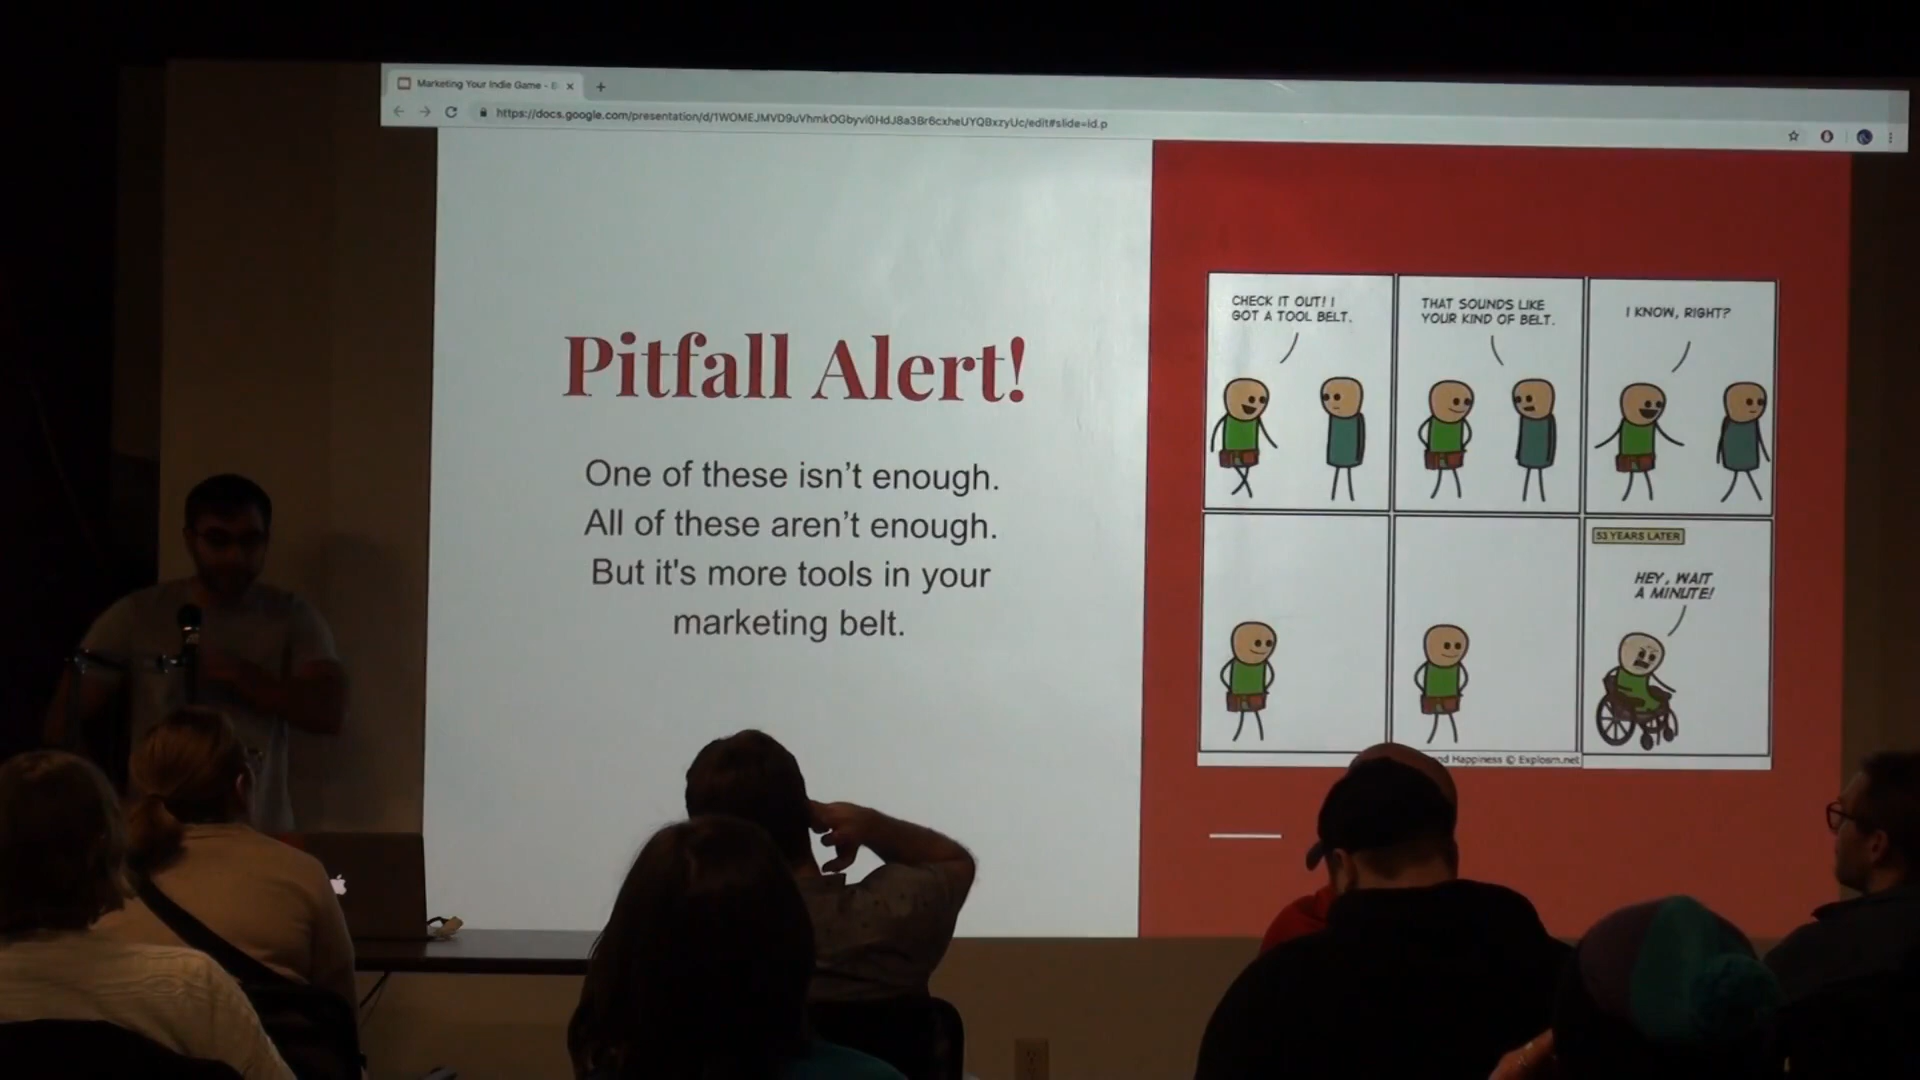 Marketing Your Indie Game -
https://docs.google.com/presentation/d/1WOMEJMVD9uVhmkOGbyvi0HdJ8a3Br6cxheUYQBxzyUc/edit#slide=id.p
Pitfall Alert!
One of these isn't enough.
All of these aren't enough.
But it's more tools in your
marketing belt.
CHECK IT OUT! I
GOT A TOOL BELT.
THAT SOUNDS LIKE
YOUR KIND OF BELT.
I KNOW, RIGHT?
53 YEARS LATER
HEY, WAIT
A MINUTE!
Happiness © Explosm.net